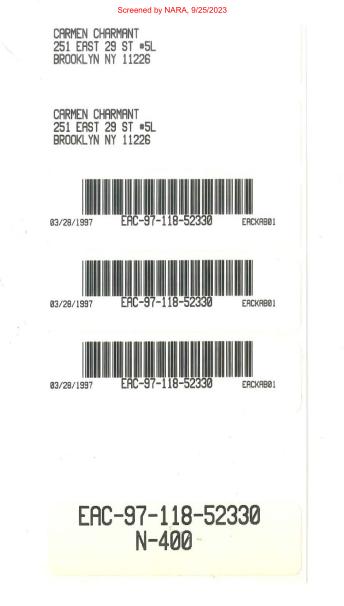 Screened by NARA, 9/25/2023
CARMEN CHARMANT
251 EAST 29 ST #5L
BROOKLYN NY 11226
CARMEN CHARMANT
251 EAST 29 ST #5L
BROOKLYN NY 11226
03/28/1997 EAC-97-118-52330 EACKAB01
03/28/1997 EAC-97-118-52330 EACKAB01
03/28/1997 EAC-97-118-52330 EACKAB01
EAC-97-118-52330
N-400